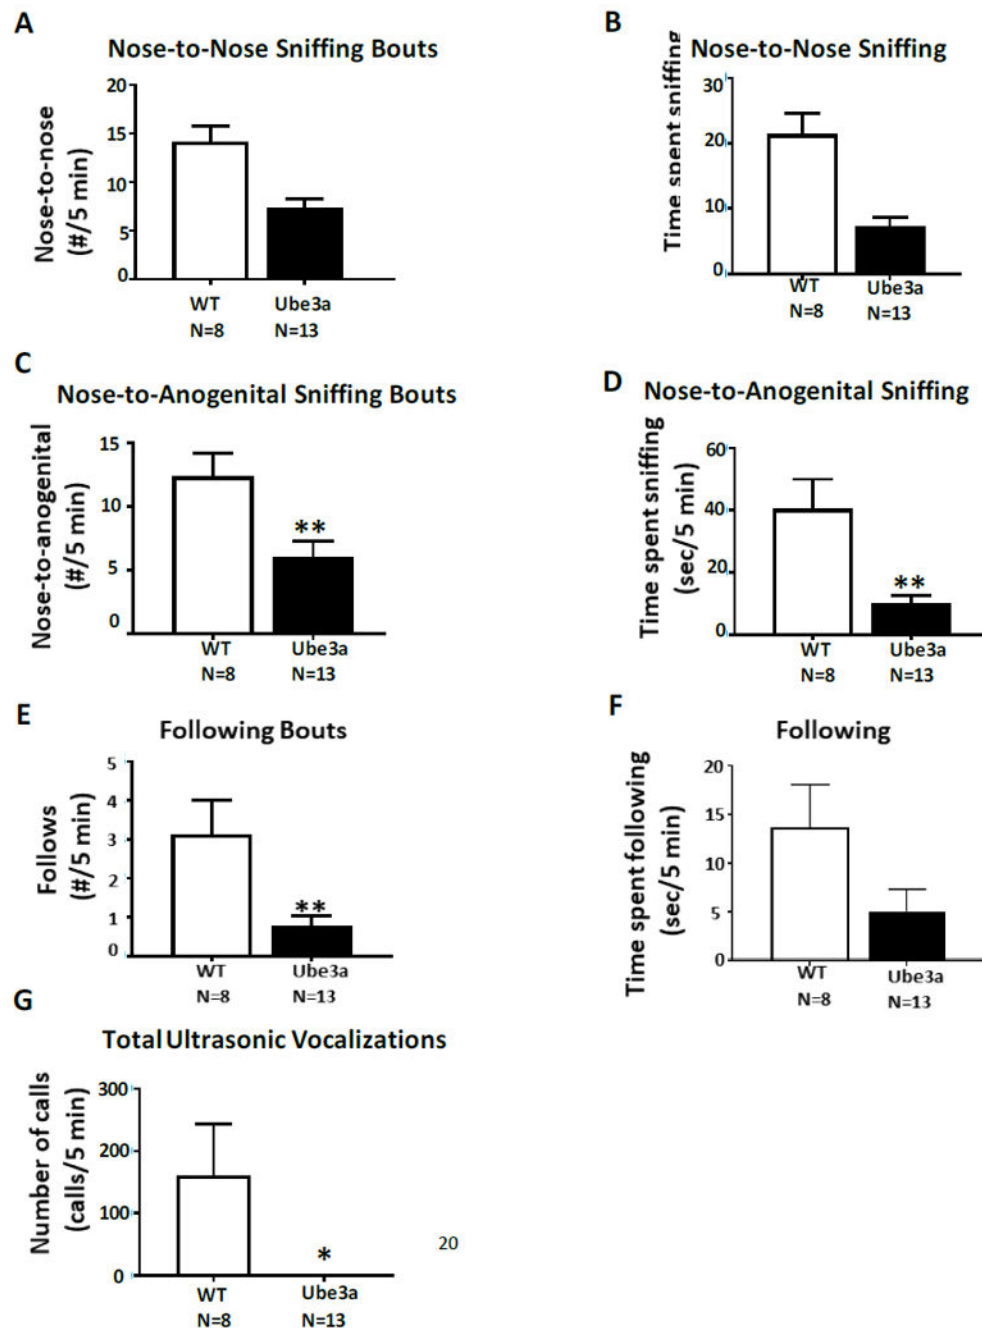 A
Nose-to-Nose Sniffing Bouts
Nose-to-nose
(#/5 min)
20
15
10
5
0
WT
Ube3a
N=8
N=13
B
Nose-to-Nose Sniffing
Time spent sniffing
30
20
10
0
WT
Ube3a
N=8
N=13
C
Nose-to-Anogenital Sniffing Bouts
Nose-to-anogenital
(#/5 min)
15
10
5
0
**
WT
Ube3a
N=8
N=13
D
Nose-to-Anogenital Sniffing
Time spent sniffing
(sec/5 min)
60
40
20
0
**
WT
Ube3a
N=8
N=13
E
Following Bouts
Follows
(#/5 min)
5
4
3
2
1
0
**
WT
Ube3a
N=8
N=13
F
Following
Time spent following
(sec/5 min)
20
15
10
5
0
WT
Ube3a
N=8
N=13
G
Total Ultrasonic Vocalizations
Number of calls
(calls/5 min)
300
200
100
0
*
WT
Ube3a
N=8
N=13
20